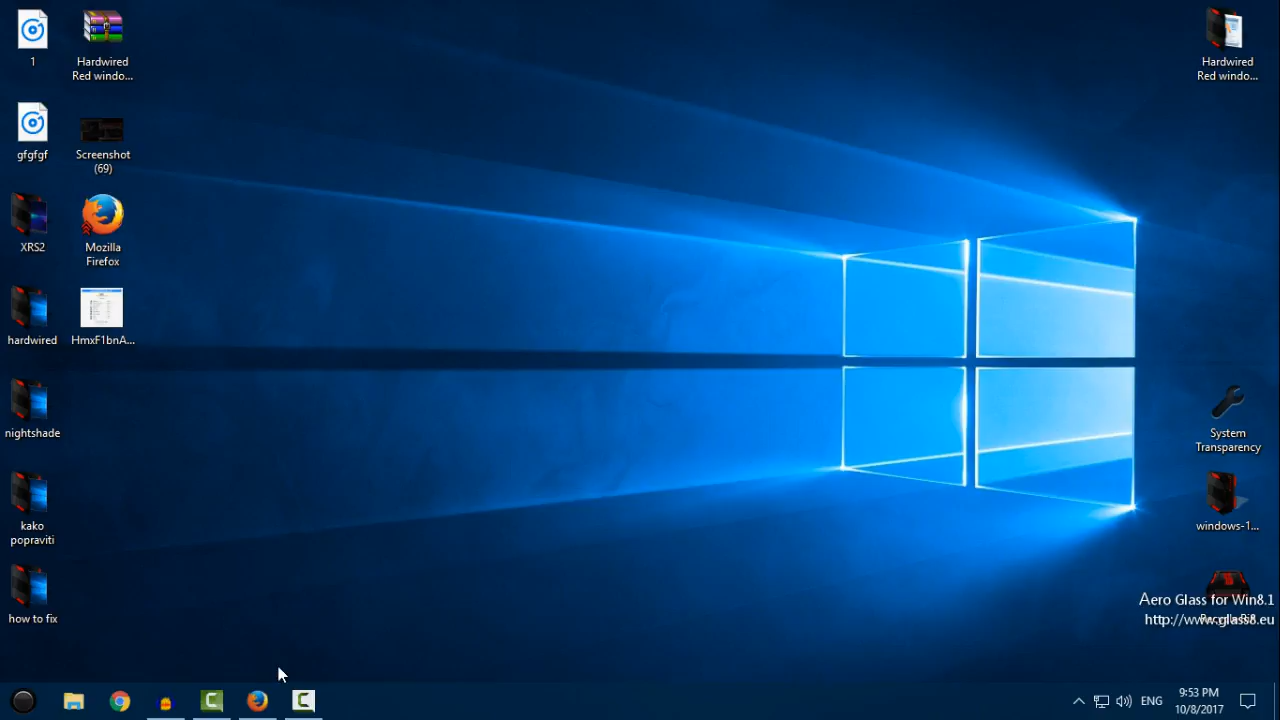 1
Hardwired
Red windo...
gfgfgf
Screenshot
(69)
XRS2
Mozilla
Firefox
hardwired
HmxF1bnA...
nightshade
kako
popraviti
how to fix
Hardwired
Red windo...
System
Transparency
windows-1...
Aero Glass for Win8.1
http://www.glass8.eu
ENG
9:53 PM
10/8/2017